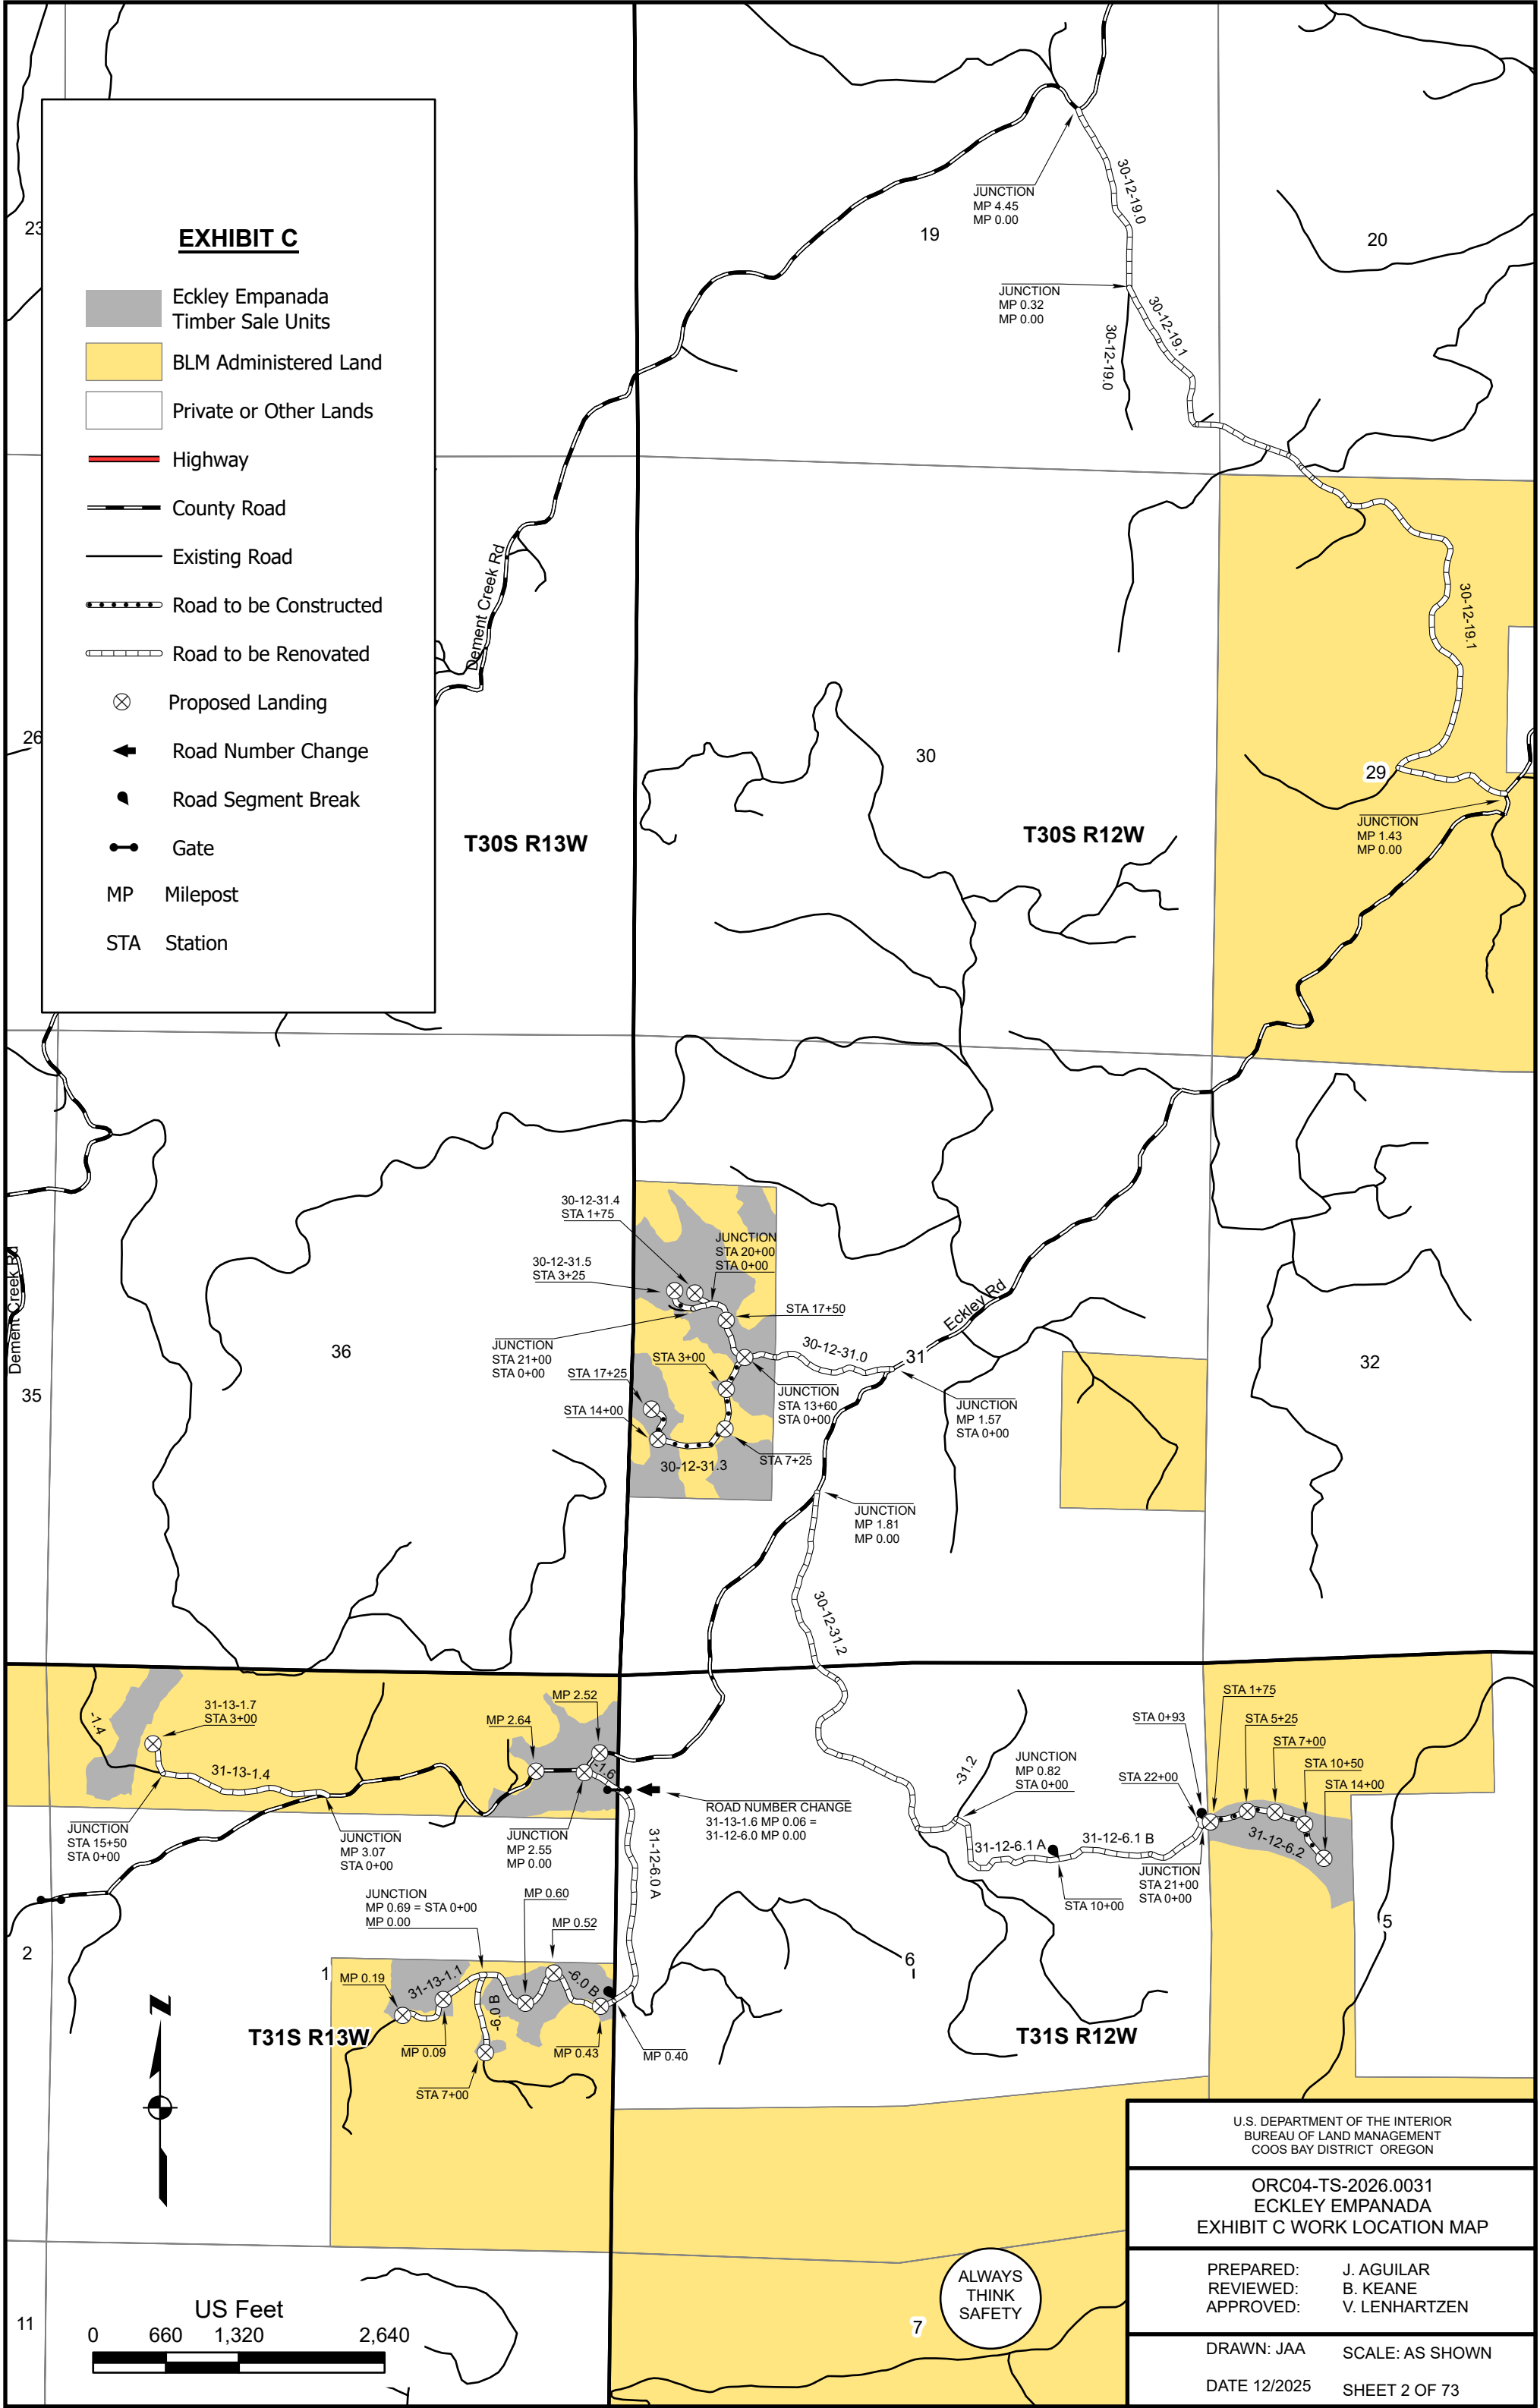 EXHIBIT C
Eckley Empanada
Timber Sale Units
BLM Administered Land
Private or Other Lands
Highway
County Road
Existing Road
Road to be Constructed
Road to be Renovated
Proposed Landing
Road Number Change
Road Segment Break
Gate
MP Milepost
STA Station
23
26
19
20
JUNCTION
MP 4.45
MP 0.00
30-12-19.0
JUNCTION
MP 0.32
MP 0.00
30-12-19.1
30-12-19.0
Dement Creek Rd
30-12-19.1
30
29
JUNCTION
MP 1.43
MP 0.00
T30S R13W
T30S R12W
30-12-31.4
STA 1+75
JUNCTION
STA 20+00
STA 0+00
30-12-31.5
STA 3+25
STA 17+50
Eckley Rd
Dement Creek Rd
36
35
JUNCTION
STA 21+00
STA 0+00
STA 3+00
30-12-31.0
31
32
STA 17+25
JUNCTION
STA 13+60
STA 0+00
JUNCTION
MP 1.57
STA 0+00
STA 14+00
STA 7+25
30-12-31.3
JUNCTION
MP 1.81
MP 0.00
30-12-31.2
31-13-1.7
STA 3+00
-1.4
31-13-1.4
MP 2.52
MP 2.64
-1.6
ROAD NUMBER CHANGE
31-13-1.6 MP 0.06 =
31-12-6.0 MP 0.00
JUNCTION
STA 15+50
STA 0+00
JUNCTION
MP 3.07
STA 0+00
JUNCTION
MP 2.55
MP 0.00
31-12-6.0 A
-31.2
JUNCTION
MP 0.82
STA 0+00
STA 0+93
STA 1+75
STA 5+25
STA 7+00
STA 10+50
STA 14+00
STA 22+00
31-12-6.1 A
31-12-6.1 B
31-12-6.2
STA 10+00
JUNCTION
STA 21+00
STA 0+00
JUNCTION
MP 0.69 = STA 0+00
MP 0.00
MP 0.60
MP 0.52
2
1
6
5
MP 0.19
31-13-1.1
-6.0 B
-6.0 B
MP 0.09
MP 0.43
MP 0.40
STA 7+00
T31S R13W
T31S R12W
N
11
7
US Feet
0 660 1,320 2,640
ALWAYS
THINK
SAFETY
U.S. DEPARTMENT OF THE INTERIOR
BUREAU OF LAND MANAGEMENT
COOS BAY DISTRICT OREGON
ORC04-TS-2026.0031
ECKLEY EMPANADA
EXHIBIT C WORK LOCATION MAP
PREPARED: J. AGUILAR
REVIEWED: B. KEANE
APPROVED: V. LENHARTZEN
DRAWN: JAA SCALE: AS SHOWN
DATE 12/2025 SHEET 2 OF 73